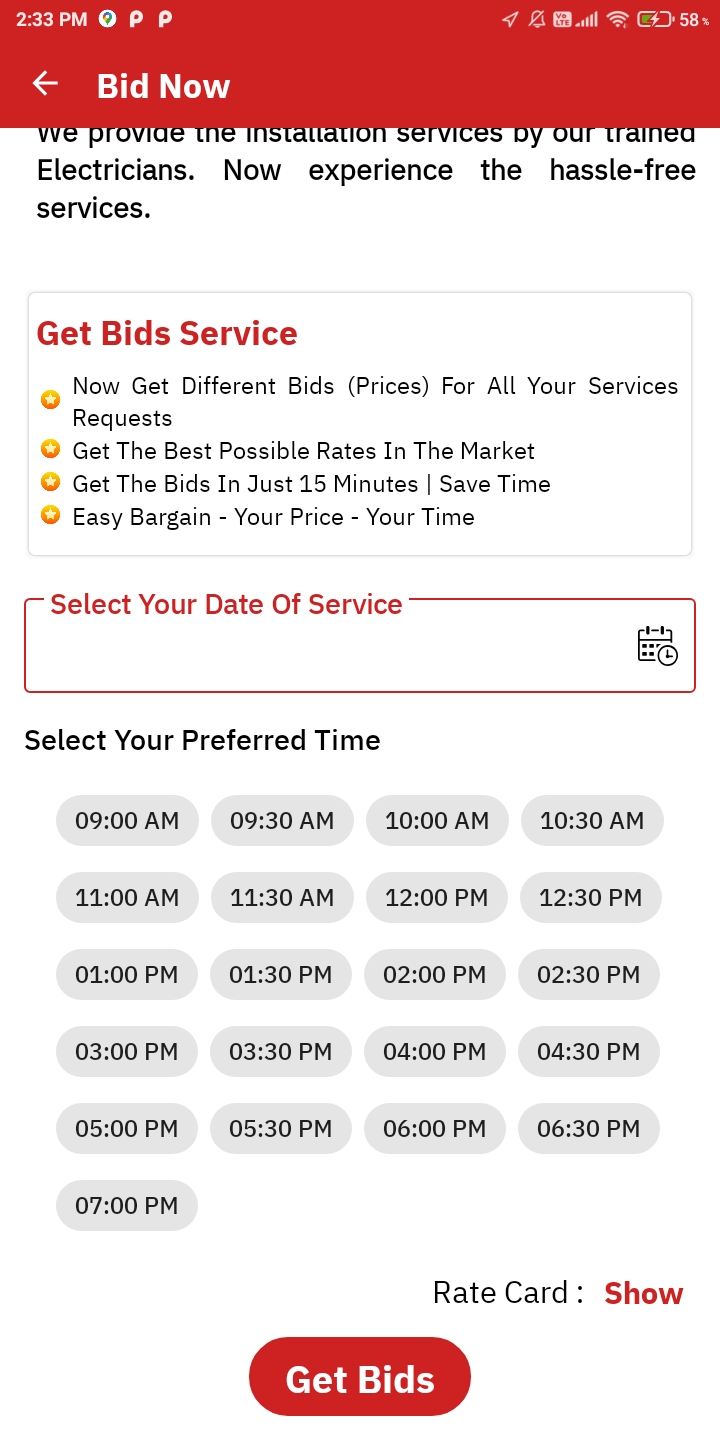 2:33 PM
58%
Bid Now
We provide the installation services by our trained
Electricians. Now experience the hassle-free
services.
Get Bids Service
Now Get Different Bids (Prices) For All Your Services
Requests
Get The Best Possible Rates In The Market
Get The Bids In Just 15 Minutes | Save Time
Easy Bargain - Your Price - Your Time
Select Your Date Of Service
Select Your Preferred Time
09:00 AM 09:30 AM 10:00 AM 10:30 AM
11:00 AM 11:30 AM 12:00 PM 12:30 PM
01:00 PM 01:30 PM 02:00 PM 02:30 PM
03:00 PM 03:30 PM 04:00 PM 04:30 PM
05:00 PM 05:30 PM 06:00 PM 06:30 PM
07:00 PM
Rate Card : Show
Get Bids